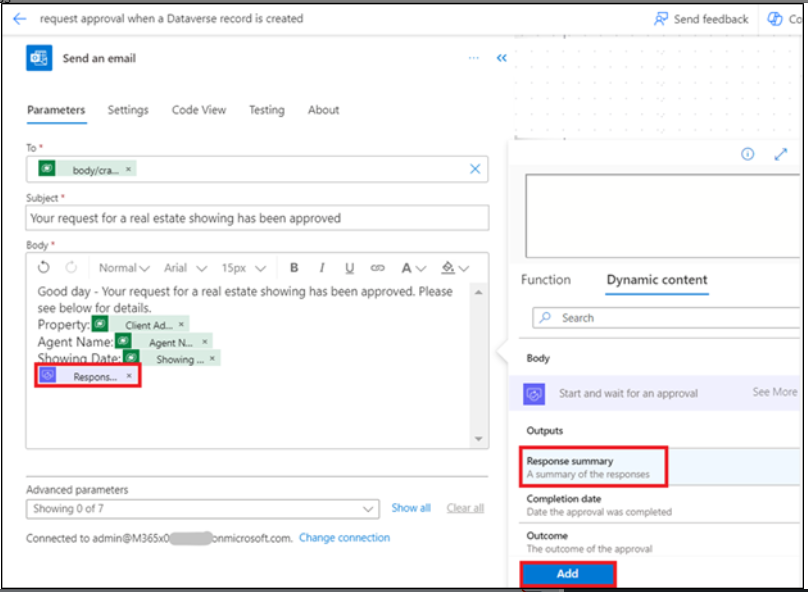 request approval when a Dataverse record is created
Send feedback
Co
Send an email
Parameters Settings Code View Testing About
To *
body/cra... ×
Subject *
Your request for a real estate showing has been approved
Body *
Normal Arial 15px B I U A
Good day - Your request for a real estate showing has been approved. Please
see below for details.
Property: Client Ad... ×
Agent Name: Agent N... ×
Showing Date: Showing ... ×
Respons... ×
Advanced parameters
Showing 0 of 7
Show all Clear all
Connected to admin@M365x0 onmicrosoft.com. Change connection
Function Dynamic content
Search
Body
Start and wait for an approval See More
Outputs
Response summary
A summary of the responses
Completion date
Date the approval was completed
Outcome
The outcome of the approval
Add